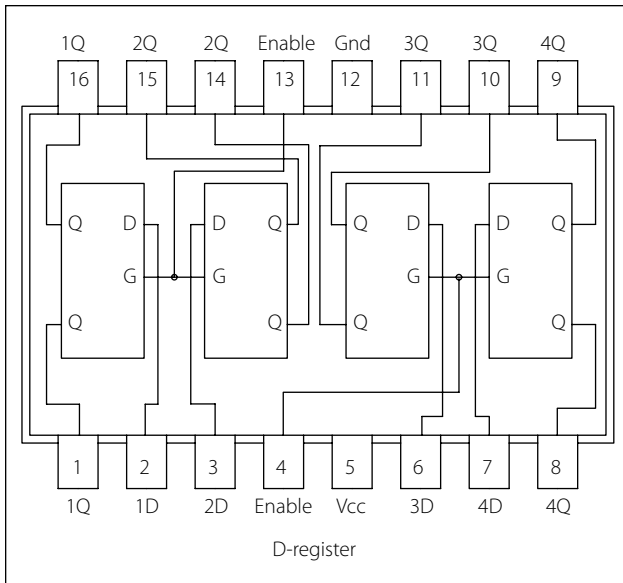 1Q 2Q 2Q Enable Gnd 3Q 3Q 4Q
16 15 14 13 12 11 10 9
Q D D Q Q D D Q
G G G G
Q Q Q Q
1 2 3 4 5 6 7 8
1Q 1D 2D Enable Vcc 3D 4D 4Q
D-register